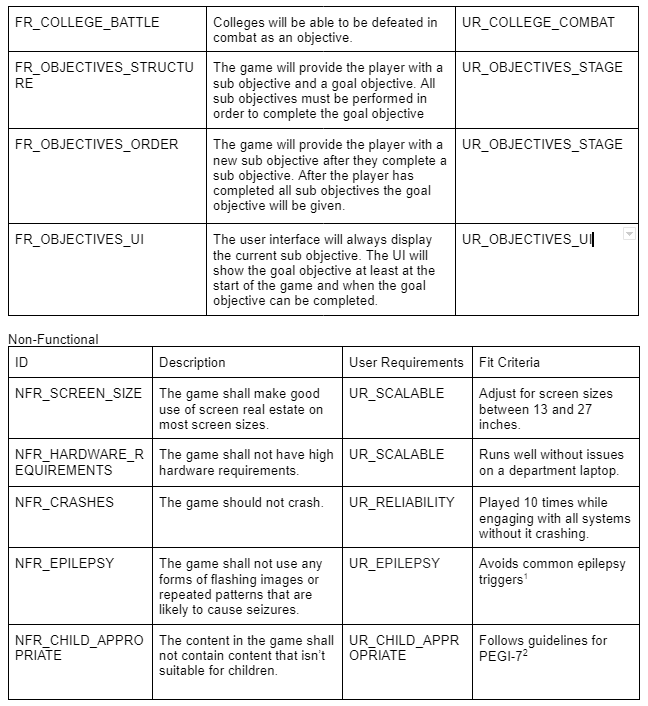 FR_COLLEGE_BATTLE
Colleges will be able to be defeated in
combat as an objective.
UR_COLLEGE_COMBAT
FR_OBJECTIVES_STRUCTU
RE
The game will provide the player with a
sub objective and a goal objective. All
sub objectives must be performed in
order to complete the goal objective
UR_OBJECTIVES_STAGE
FR_OBJECTIVES_ORDER
The game will provide the player with a
new sub objective after they complete a
sub objective. After the player has
completed all sub objectives the goal
objective will be given.
UR_OBJECTIVES_STAGE
FR_OBJECTIVES_UI
The user interface will always display
the current sub objective. The UI will
show the goal objective at least at the
start of the game and when the goal
objective can be completed.
UR_OBJECTIVES_UI
Non-Functional
ID
Description
User Requirements
Fit Criteria
NFR_SCREEN_SIZE
The game shall make good
use of screen real estate on
most screen sizes.
UR_SCALABLE
Adjust for screen sizes
between 13 and 27
inches.
NFR_HARDWARE_R
EQUIREMENTS
The game shall not have high
hardware requirements.
UR_SCALABLE
Runs well without issues
on a department laptop.
NFR_CRASHES
The game should not crash.
UR_RELIABILITY
Played 10 times while
engaging with all systems
without it crashing.
NFR_EPILEPSY
The game shall not use any
forms of flashing images or
repeated patterns that are
likely to cause seizures.
UR_EPILEPSY
Avoids common epilepsy
triggers¹
NFR_CHILD_APPRO
PRIATE
The content in the game shall
not contain content that isn't
suitable for children.
UR_CHILD_APPR
OPRIATE
Follows guidelines for
PEGI-7²